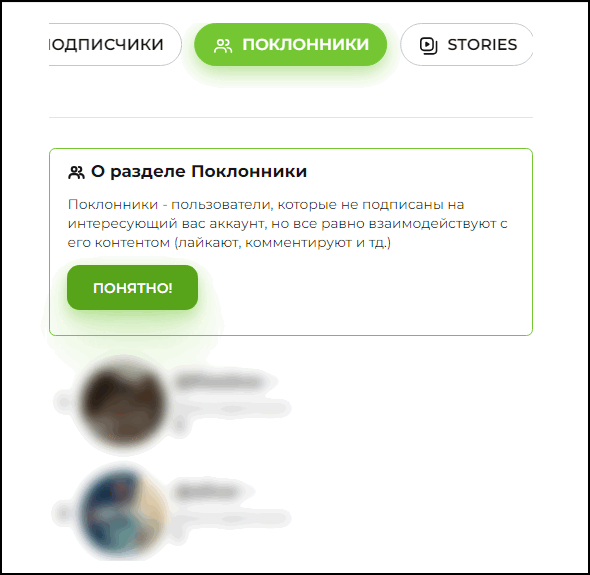 ПОКЛОННИКИ
STORIES
О разделе Поклонники
Поклонники - пользователи, которые не подписаны на
интересующий вас аккаунт, но все равно взаимодействуют с
его контентом (лайкают, комментируют и тд.)
ПОНЯТНО!